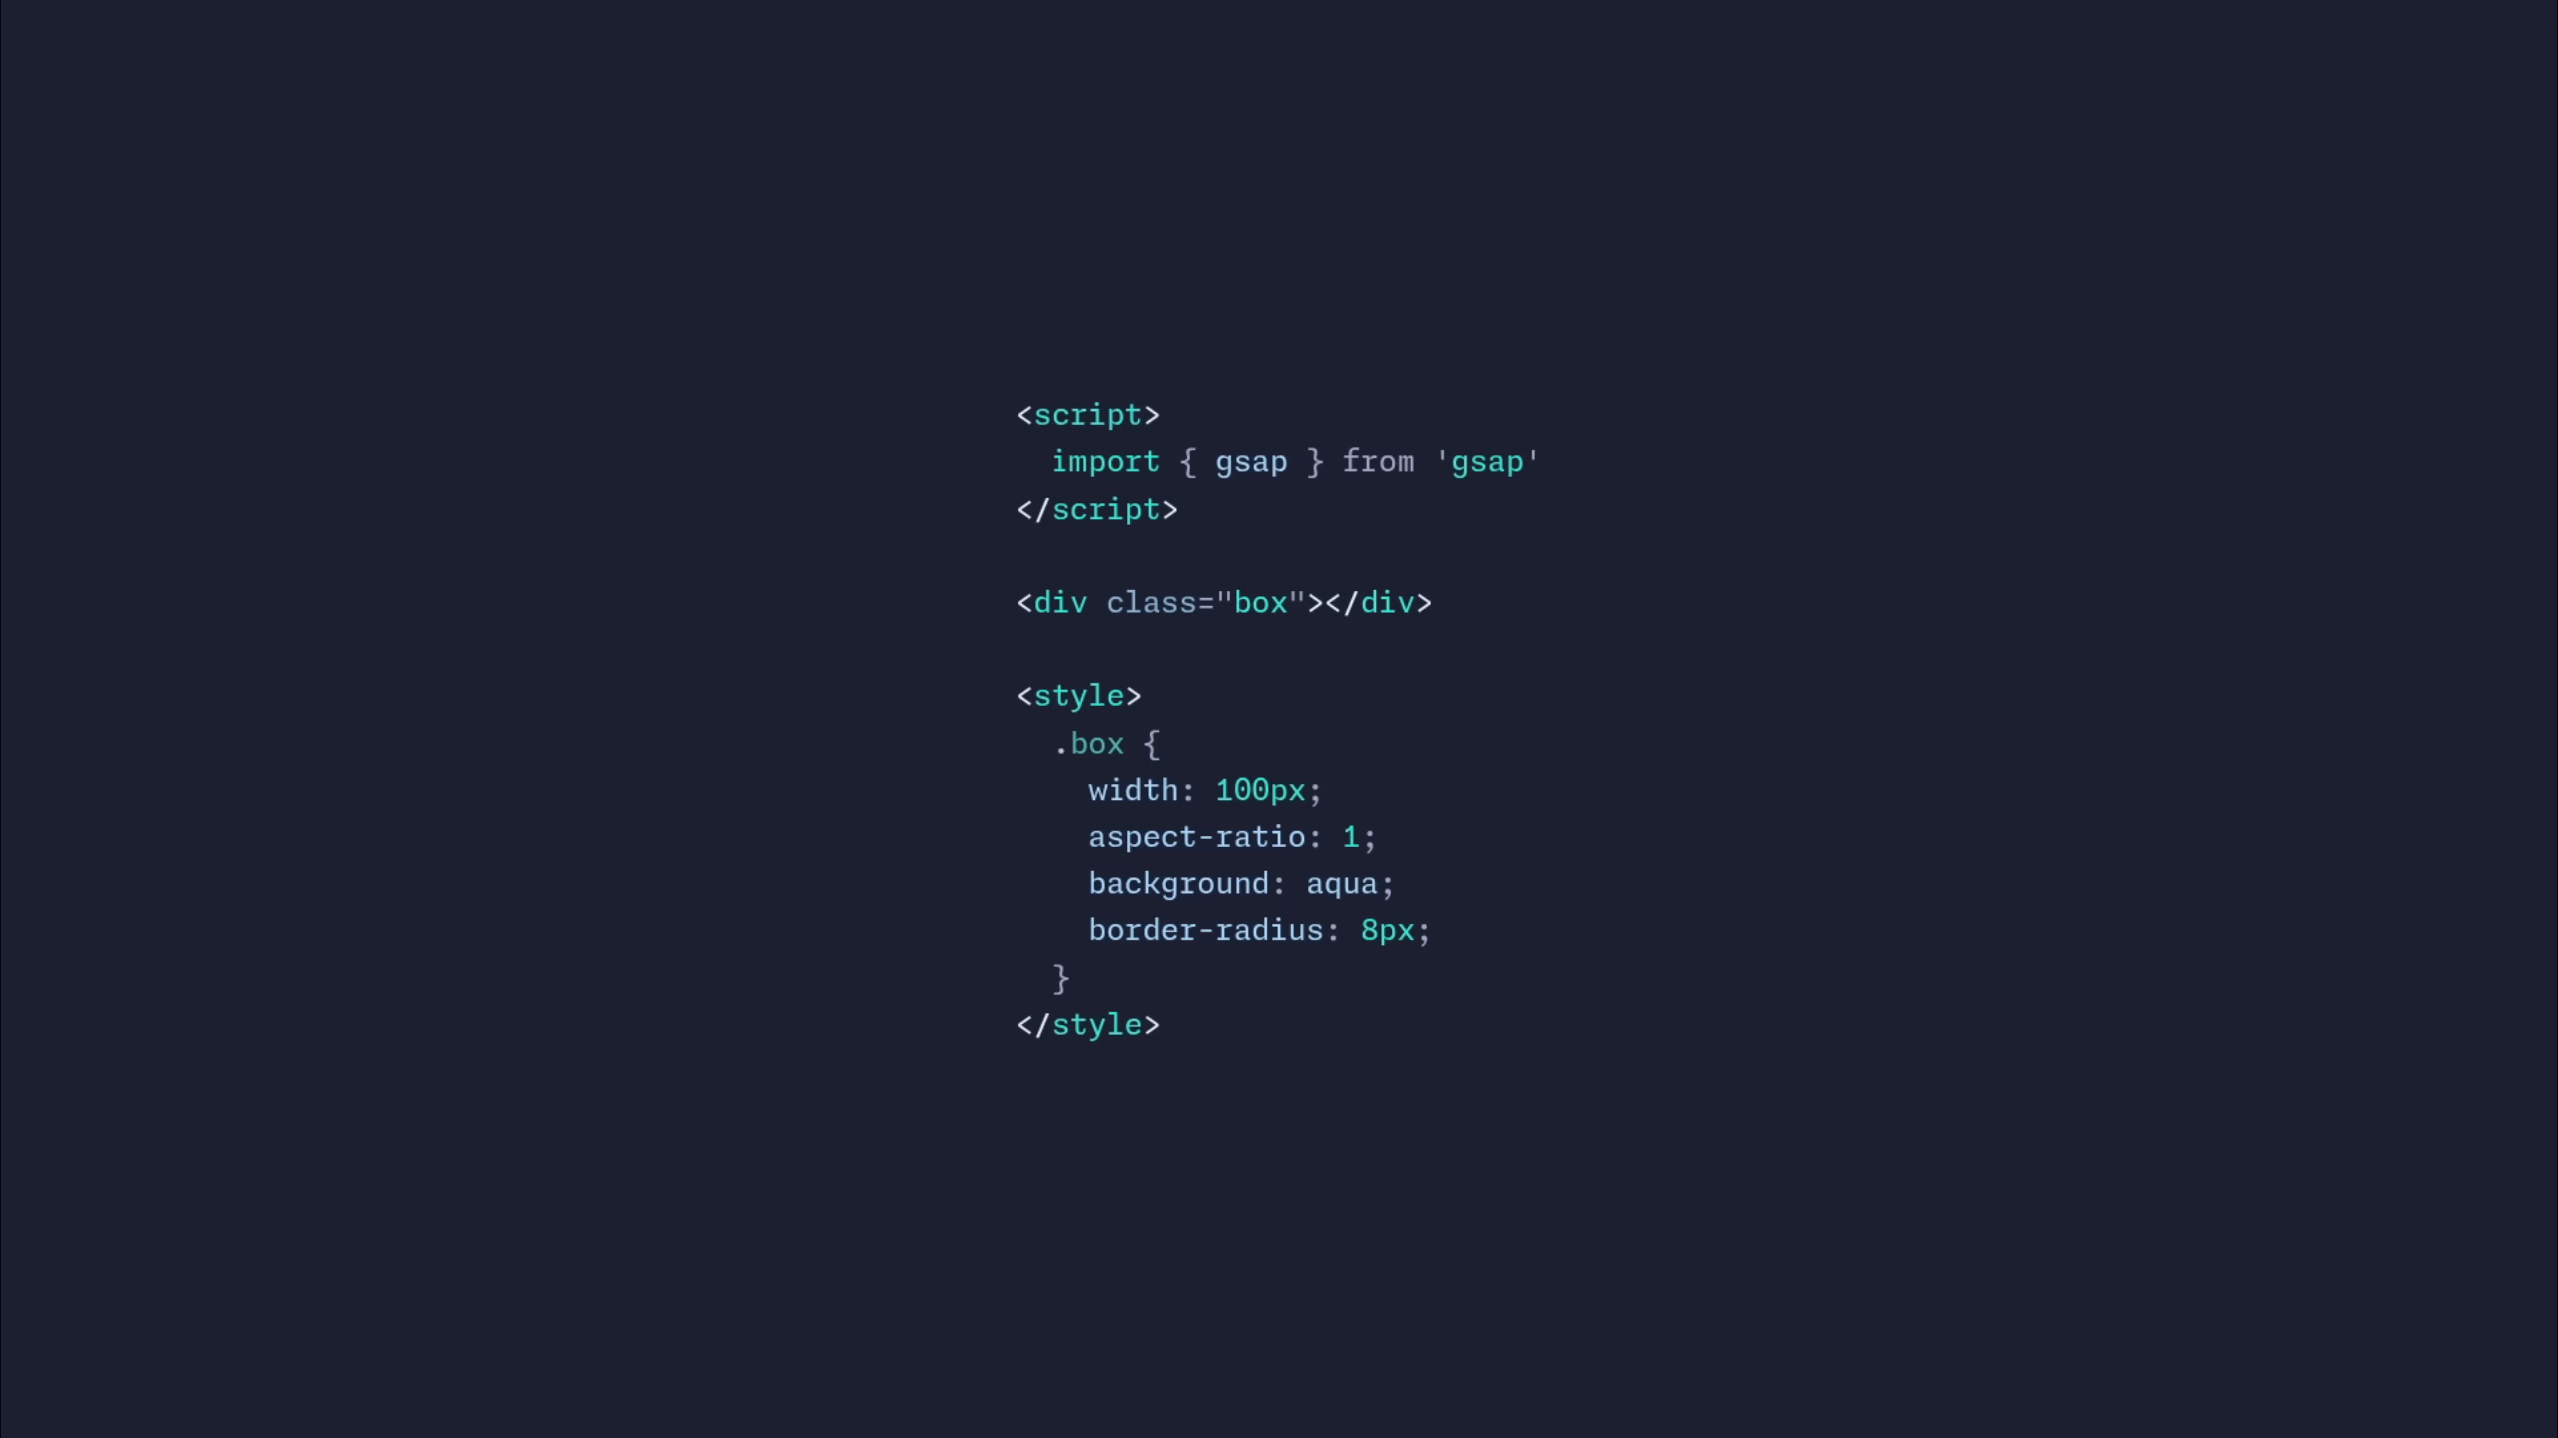 <script>
  import { gsap } from 'gsap'
</script>

<div class="box"></div>

<style>
  .box {
    width: 100px;
    aspect-ratio: 1;
    background: aqua;
    border-radius: 8px;
  }
</style>